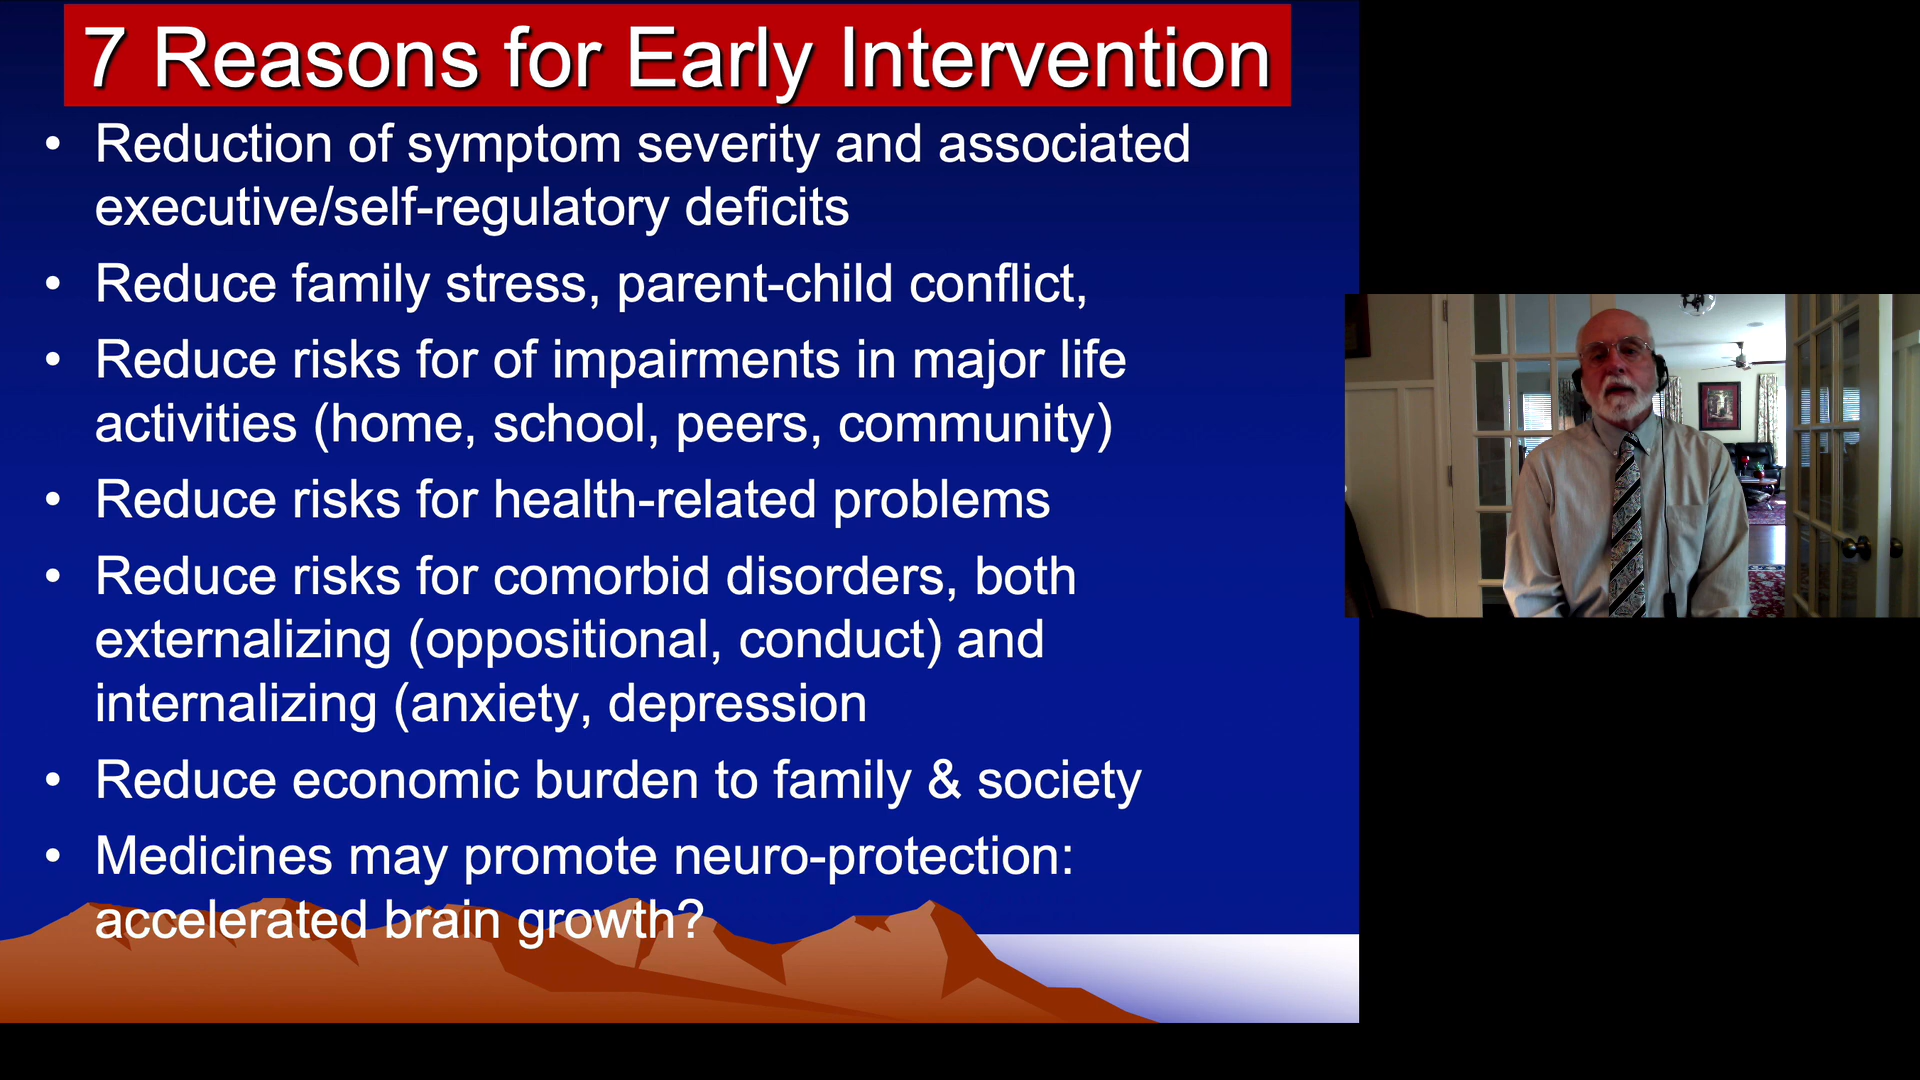 7 Reasons for Early Intervention
• Reduction of symptom severity and associated
executive/self-regulatory deficits
• Reduce family stress, parent-child conflict,
• Reduce risks for of impairments in major life
activities (home, school, peers, community)
• Reduce risks for health-related problems
• Reduce risks for comorbid disorders, both
externalizing (oppositional, conduct) and
internalizing (anxiety, depression
• Reduce economic burden to family & society
• Medicines may promote neuro-protection:
accelerated brain growth?